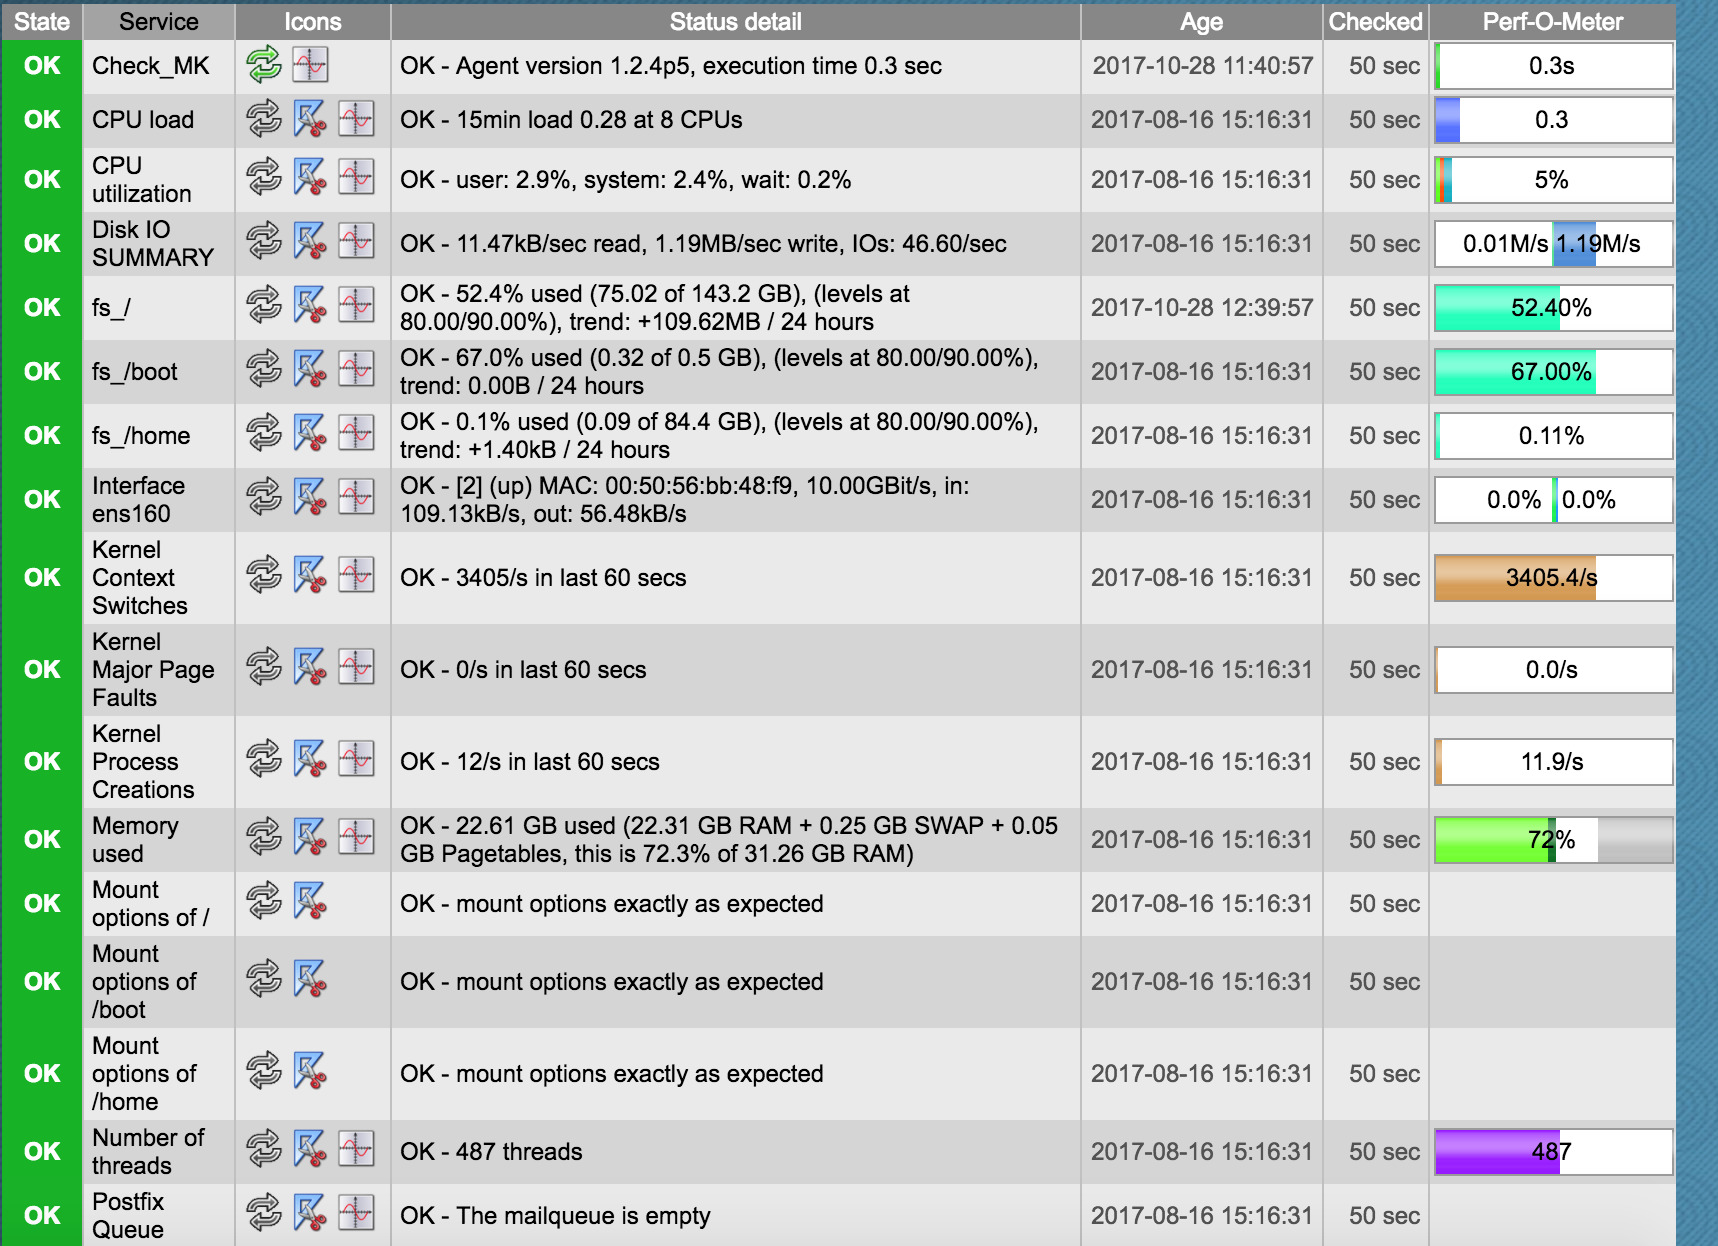 State Service Icons Status detail Age Checked Perf-O-Meter
OK Check_MK OK - Agent version 1.2.4p5, execution time 0.3 sec 2017-10-28 11:40:57 50 sec 0.3s
OK CPU load OK - 15min load 0.28 at 8 CPUs 2017-08-16 15:16:31 50 sec 0.3
CPU
OK utilization OK - user: 2.9%, system: 2.4%, wait: 0.2% 2017-08-16 15:16:31 50 sec 5%
Disk IO
OK SUMMARY OK - 11.47kB/sec read, 1.19MB/sec write, IOs: 46.60/sec 2017-08-16 15:16:31 50 sec 0.01M/s 1.19M/s
OK fs_/ OK - 52.4% used (75.02 of 143.2 GB), (levels at
80.00/90.00%), trend: +109.62MB / 24 hours 2017-10-28 12:39:57 50 sec 52.40%
OK fs_/boot OK - 67.0% used (0.32 of 0.5 GB), (levels at 80.00/90.00%),
trend: 0.00B / 24 hours 2017-08-16 15:16:31 50 sec 67.00%
OK fs_/home OK - 0.1% used (0.09 of 84.4 GB), (levels at 80.00/90.00%),
trend: +1.40kB / 24 hours 2017-08-16 15:16:31 50 sec 0.11%
OK Interface OK - [2] (up) MAC: 00:50:56:bb:48:f9, 10.00GBit/s, in:
ens160 109.13kB/s, out: 56.48kB/s 2017-08-16 15:16:31 50 sec 0.0% 0.0%
Kernel
OK Context OK - 3405/s in last 60 secs 2017-08-16 15:16:31 50 sec 3405.4/s
Switches
Kernel
OK Major Page OK - 0/s in last 60 secs 2017-08-16 15:16:31 50 sec 0.0/s
Faults
Kernel
OK Process OK - 12/s in last 60 secs 2017-08-16 15:16:31 50 sec 11.9/s
Creations
OK Memory OK - 22.61 GB used (22.31 GB RAM + 0.25 GB SWAP + 0.05
used GB Pagetables, this is 72.3% of 31.26 GB RAM) 2017-08-16 15:16:31 50 sec 72%
Mount
OK options of / OK - mount options exactly as expected 2017-08-16 15:16:31 50 sec
Mount
OK options of OK - mount options exactly as expected 2017-08-16 15:16:31 50 sec
/boot
Mount
OK options of OK - mount options exactly as expected 2017-08-16 15:16:31 50 sec
/home
Number of
OK threads OK - 487 threads 2017-08-16 15:16:31 50 sec 487
Postfix
OK Queue OK - The mailqueue is empty 2017-08-16 15:16:31 50 sec